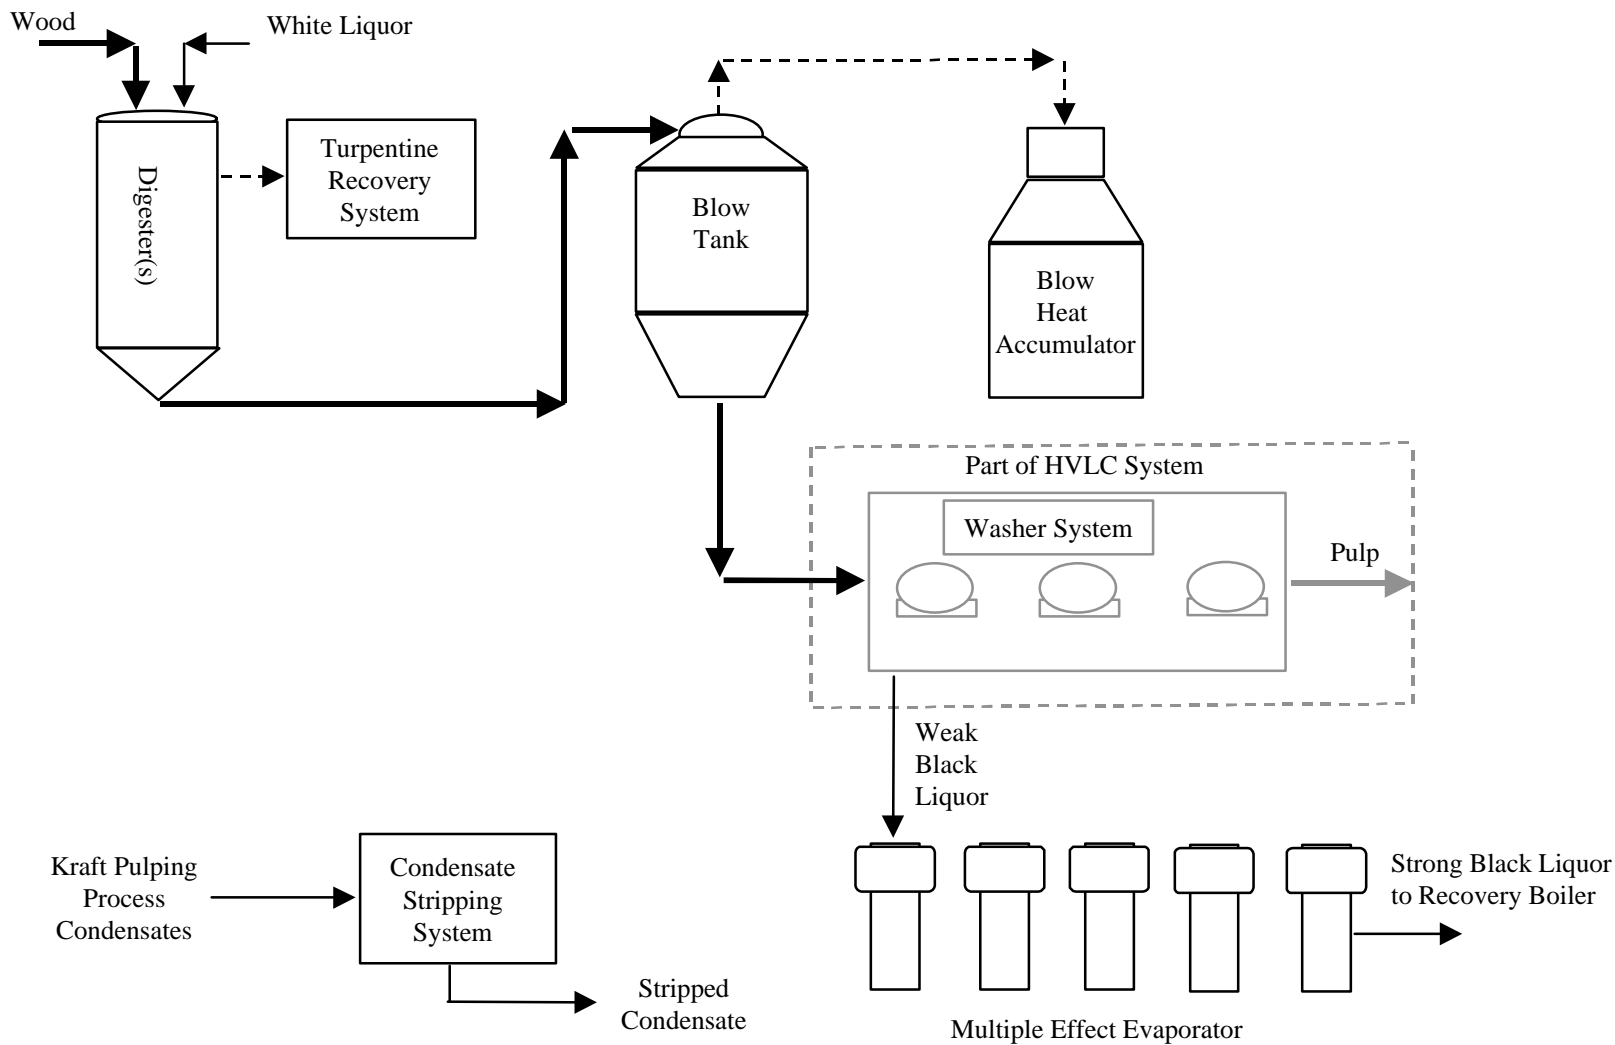 Wood
White Liquor
Digester(s)
Turpentine
Recovery
System
Blow
Tank
Blow
Heat
Accumulator
Part of HVLC System
Washer System
Pulp
Weak
Black
Liquor
Kraft Pulping
Process
Condensates
Condensate
Stripping
System
Stripped
Condensate
Strong Black Liquor
to Recovery Boiler
Multiple Effect Evaporator